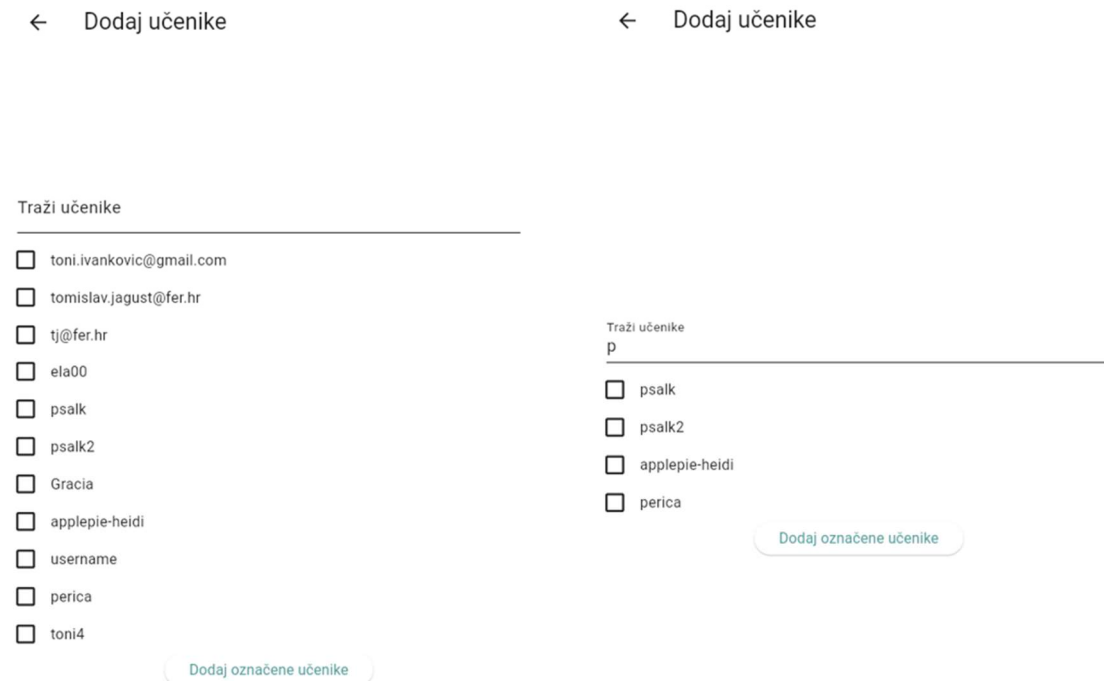 Dodaj učenike
Traži učenike
toni.ivankovic@gmail.com
tomislav.jagust@fer.hr
tj@fer.hr
ela00
psalk
psalk2
Gracia
applepie-heidi
username
perica
toni4
Dodaj označene učenike
Dodaj učenike
Traži učenike
p
psalk
psalk2
applepie-heidi
perica
Dodaj označene učenike